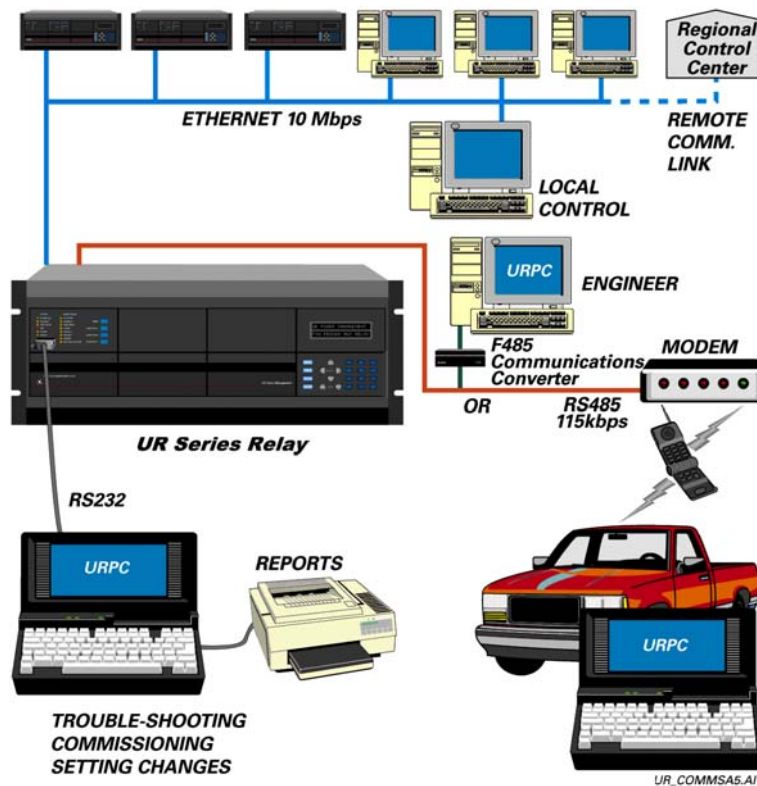 Regional
Control
Center
ETHERNET 10 Mbps
REMOTE
COMM.
LINK
LOCAL
CONTROL
URPC
ENGINEER
F485
Communications
Converter
MODEM
OR
RS485
115kbps
UR Series Relay
RS232
URPC
REPORTS
URPC
TROUBLE-SHOOTING
COMMISSIONING
SETTING CHANGES
UR_COMMSA5.AI